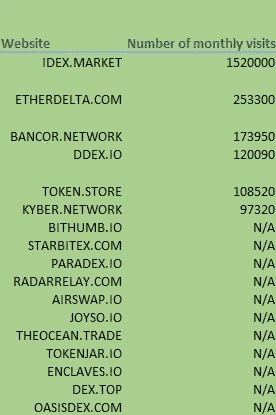 Website Number of monthly visits
IDEX.MARKET 1520000
ETHERDELTA.COM 253300
BANCOR.NETWORK 173950
DDEX.IO 120090
TOKEN.STORE 108520
KYBER.NETWORK 97320
BITHUMB.IO N/A
STARBITEX.COM N/A
PARADEX.IO N/A
RADARRELAY.COM N/A
AIRSWAP.IO N/A
JOYSO.IO N/A
THEOCEAN.TRADE N/A
TOKENJAR.IO N/A
ENCLAVES.IO N/A
DEX.TOP N/A
OASISDEX.COM N/A